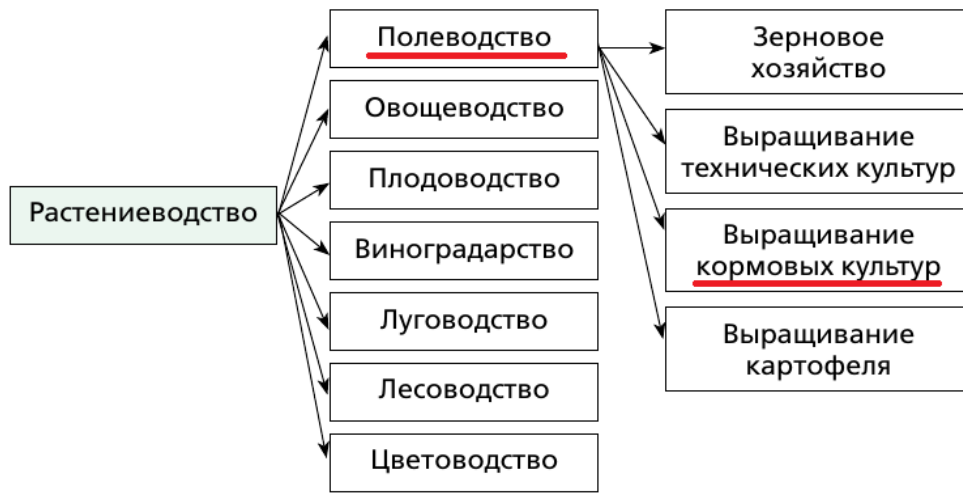 Растениеводство
Полеводство
Овощеводство
Плодоводство
Виноградарство
Луговодство
Лесоводство
Цветоводство
Зерновое
хозяйство
Выращивание
технических культур
Выращивание
кормовых культур
Выращивание
картофеля